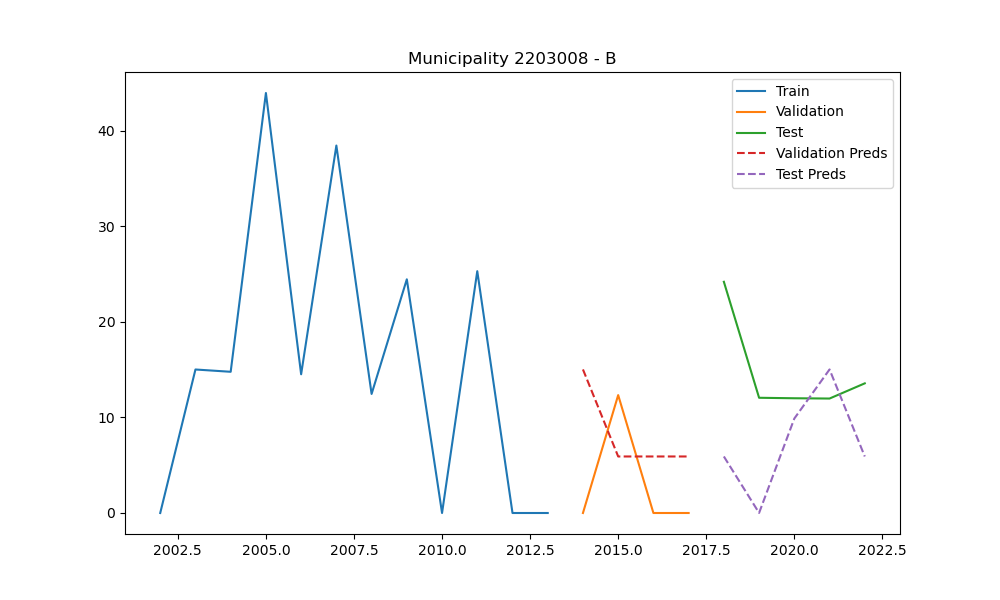 Municipality 2203008 - B
Train
Validation
Test
Validation Preds
Test Preds
40
30
20
10
0
2002.5 2005.0 2007.5 2010.0 2012.5 2015.0 2017.5 2020.0 2022.5